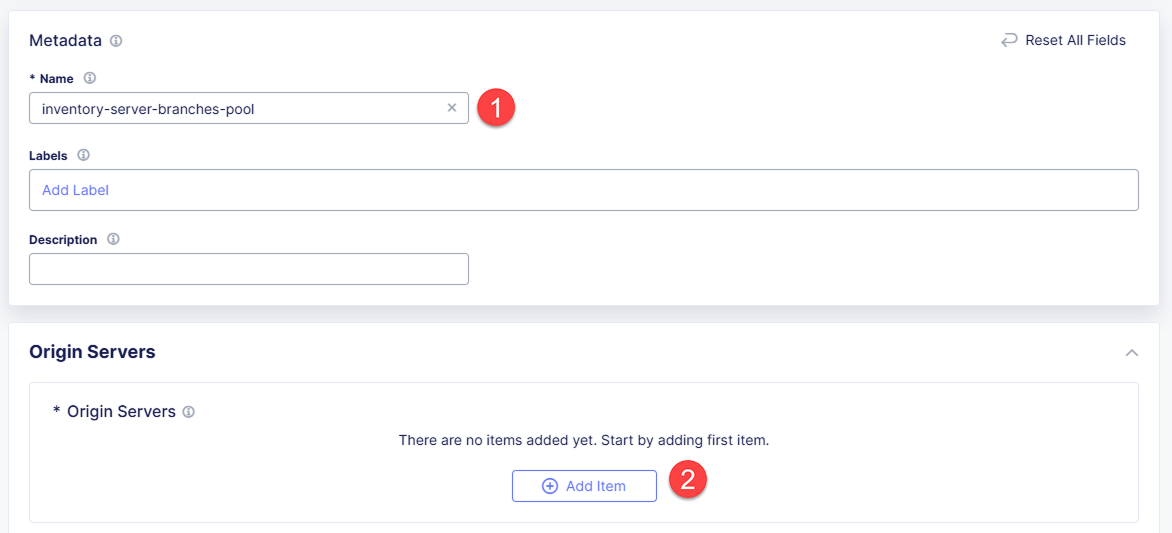 Metadata
Reset All Fields
* Name
inventory-server-branches-pool
1
Labels
Add Label
Description
Origin Servers
* Origin Servers
There are no items added yet. Start by adding first item.
Add Item
2